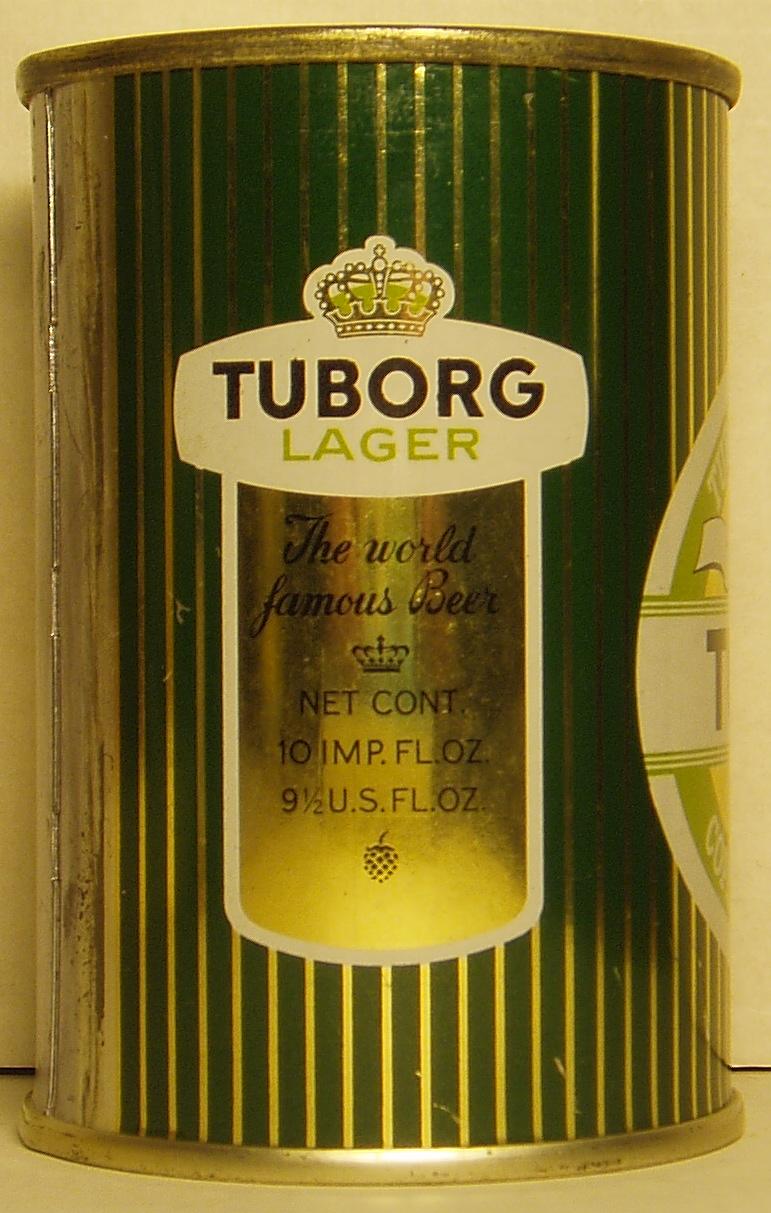 TUBORG
LAGER
The world
famous Beer
NET CONT.
10 IMP. FL.OZ.
9½ U.S. FL.OZ.